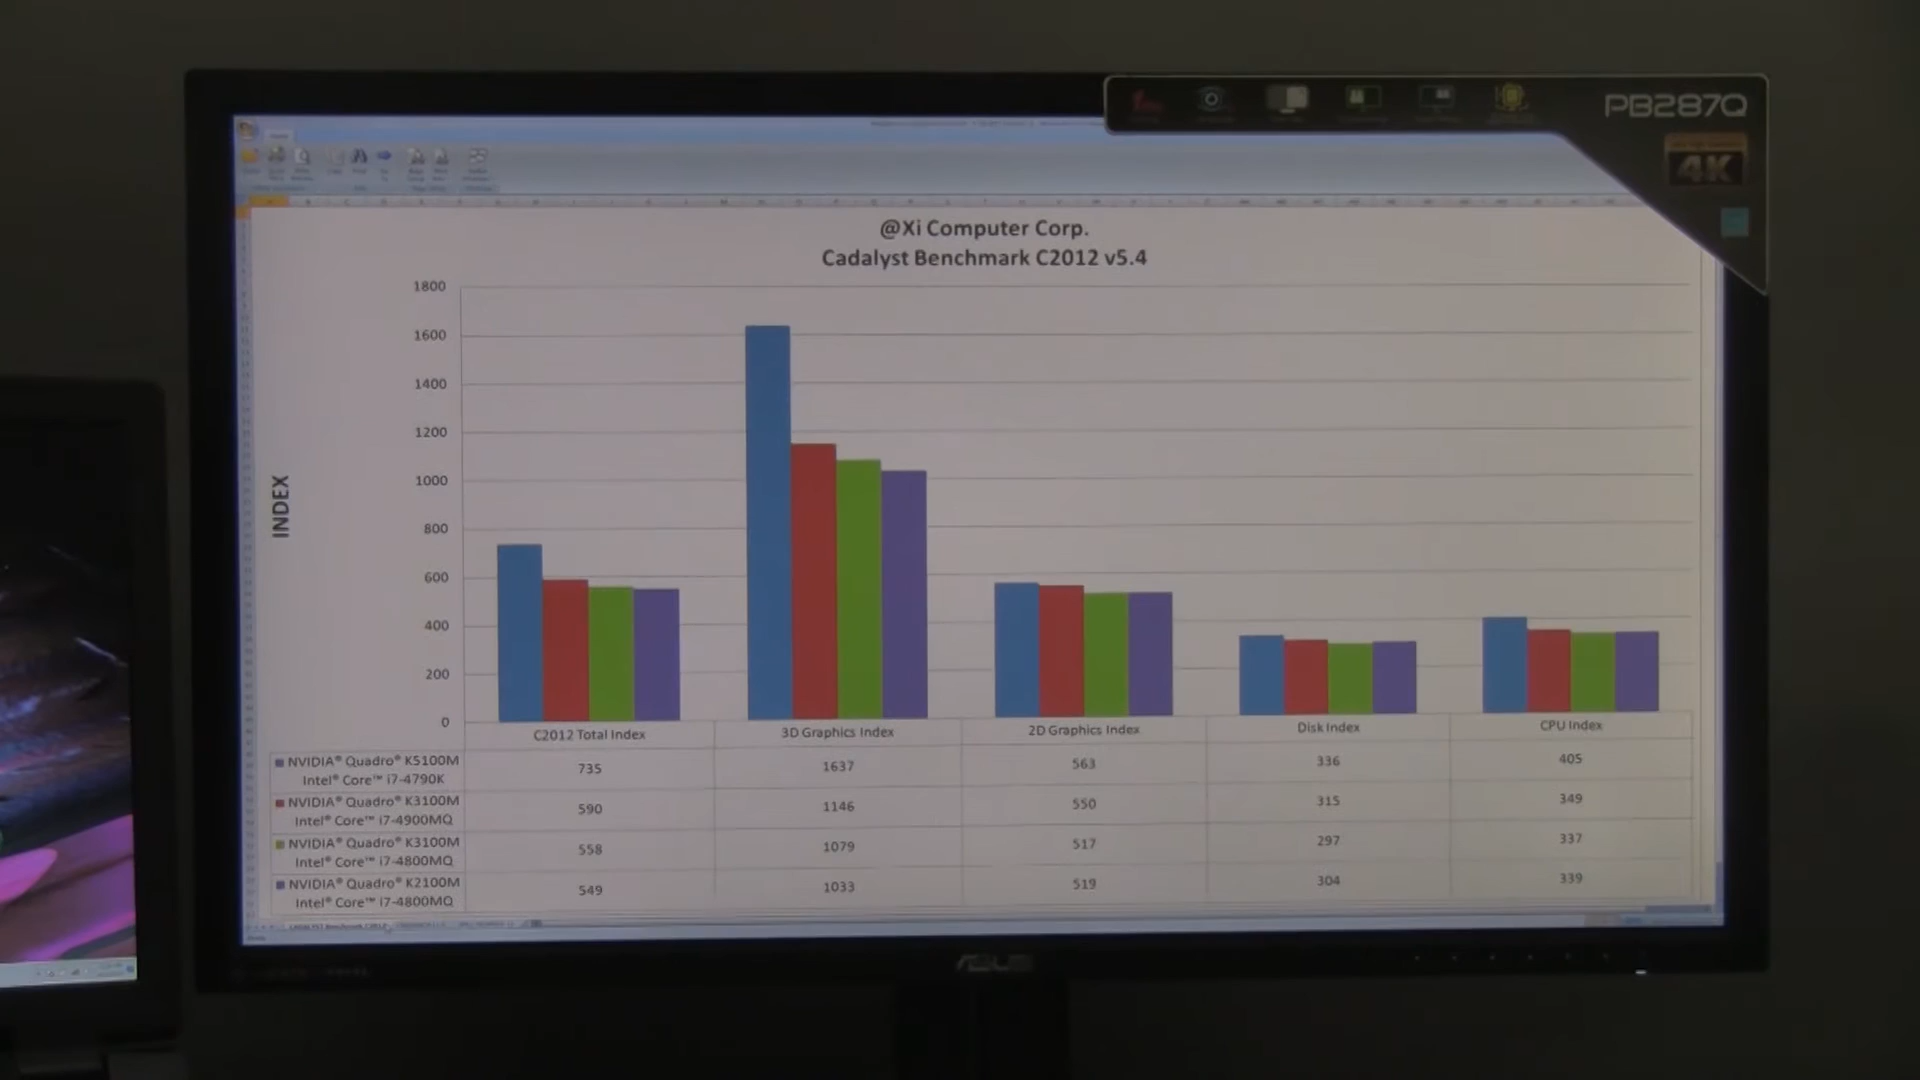 PB287Q
4K
@Xi Computer Corp.
Cadalyst Benchmark C2012 v5.4
INDEX
1800
1600
1400
1200
1000
800
600
400
200
0
C2012 Total Index 3D Graphics Index 2D Graphics Index Disk Index CPU Index
NVIDIA® Quadro® K5100M
Intel® Core™ i7-4790K
735 1637 563 336 405
NVIDIA® Quadro® K3100M
Intel® Core™ i7-4900MQ
590 1146 550 315 349
NVIDIA® Quadro® K3100M
Intel® Core™ i7-4800MQ
558 1079 517 297 337
NVIDIA® Quadro® K2100M
Intel® Core™ i7-4800MQ
549 1033 519 304 339
ASUS